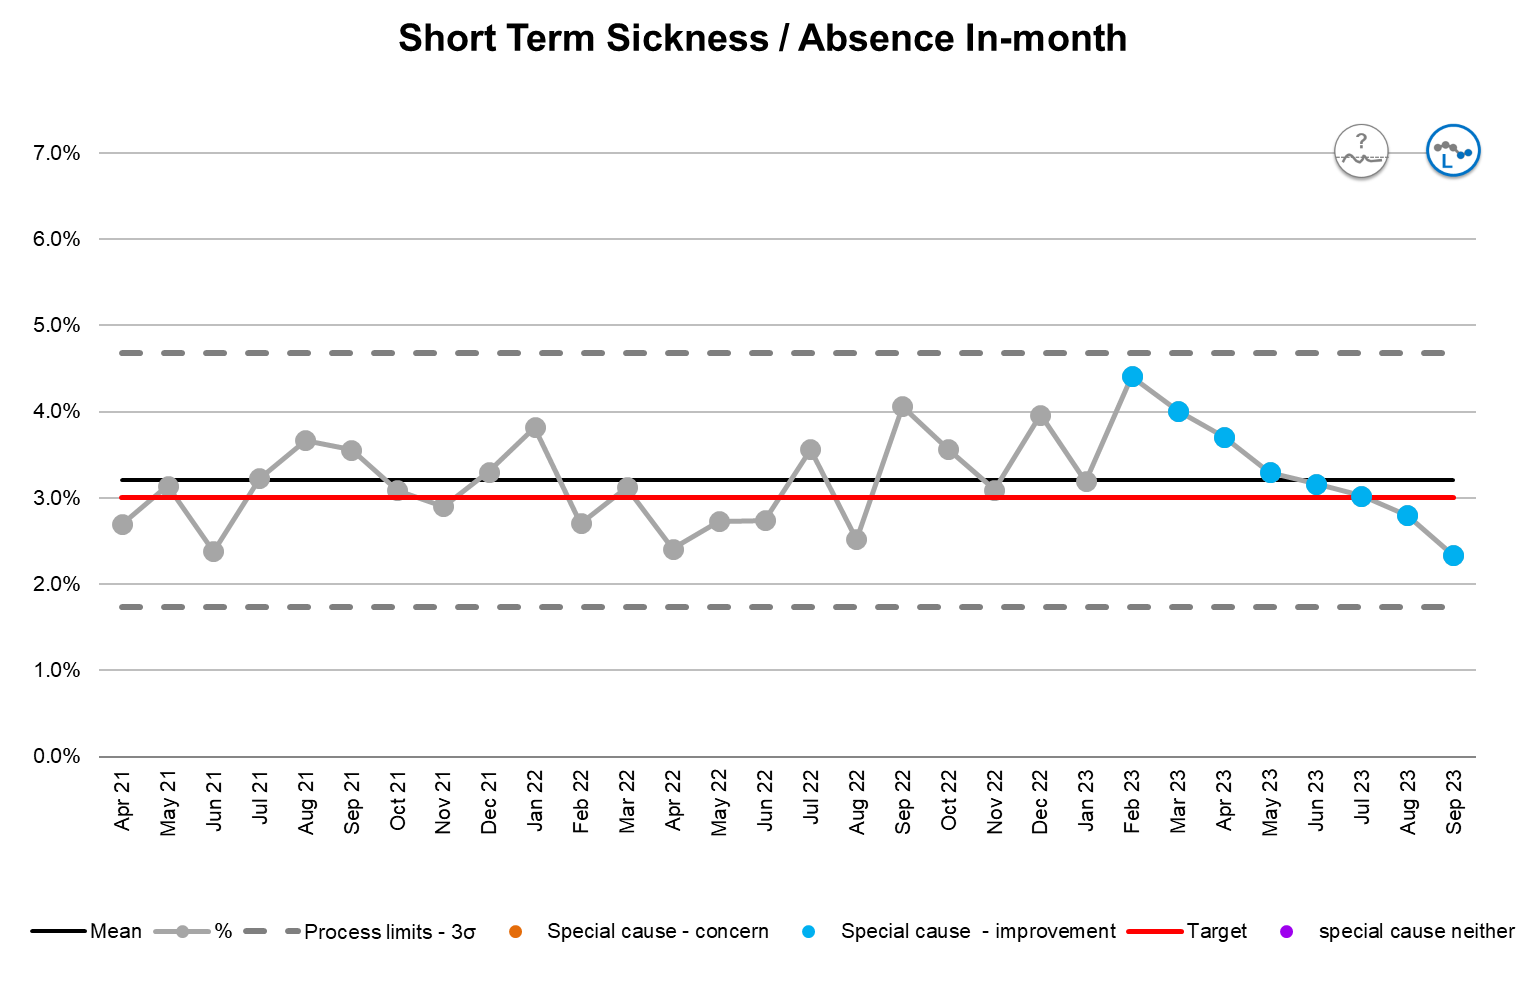 Short Term Sickness / Absence In-month
?
L
7.0%
6.0%
5.0%
4.0%
3.0%
2.0%
1.0%
0.0%
Apr 21
May 21
Jun 21
Jul 21
Aug 21
Sep 21
Oct 21
Nov 21
Dec 21
Jan 22
Feb 22
Mar 22
Apr 22
May 22
Jun 22
Jul 22
Aug 22
Sep 22
Oct 22
Nov 22
Dec 22
Jan 23
Feb 23
Mar 23
Apr 23
May 23
Jun 23
Jul 23
Aug 23
Sep 23
Mean % Process limits - 3σ Special cause - concern Special cause - improvement Target special cause neither